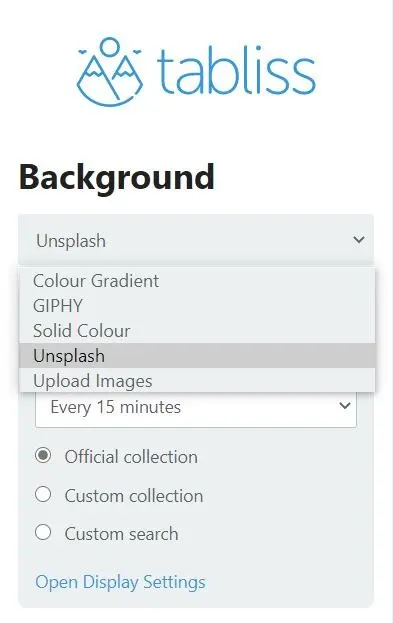 tabliss
Background
Unsplash
Colour Gradient
GIPHY
Solid Colour
Unsplash
Upload Images
Every 15 minutes
Official collection
Custom collection
Custom search
Open Display Settings